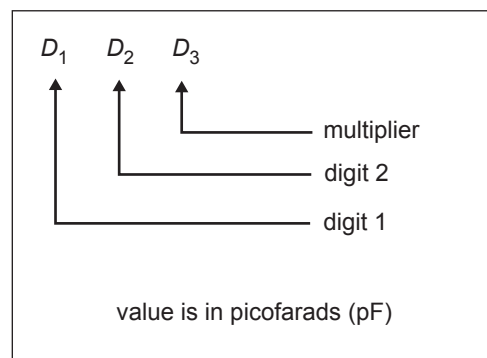 D1 D2 D3
multiplier
digit 2
digit 1
value is in picofarads (pF)